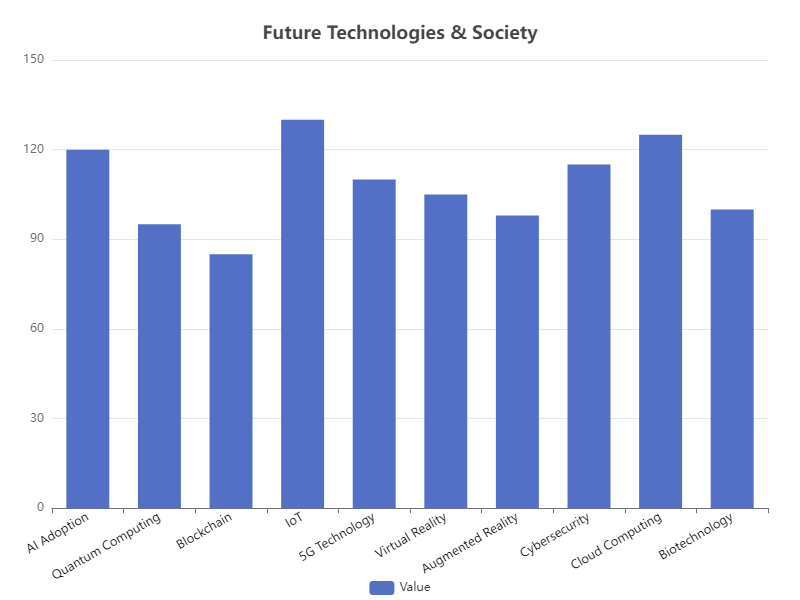 Future Technologies & Society
150
120
90
60
30
0
AI Adoption
Quantum Computing
Blockchain
IoT
5G Technology
Virtual Reality
Augmented Reality
Cybersecurity
Cloud Computing
Biotechnology
Value